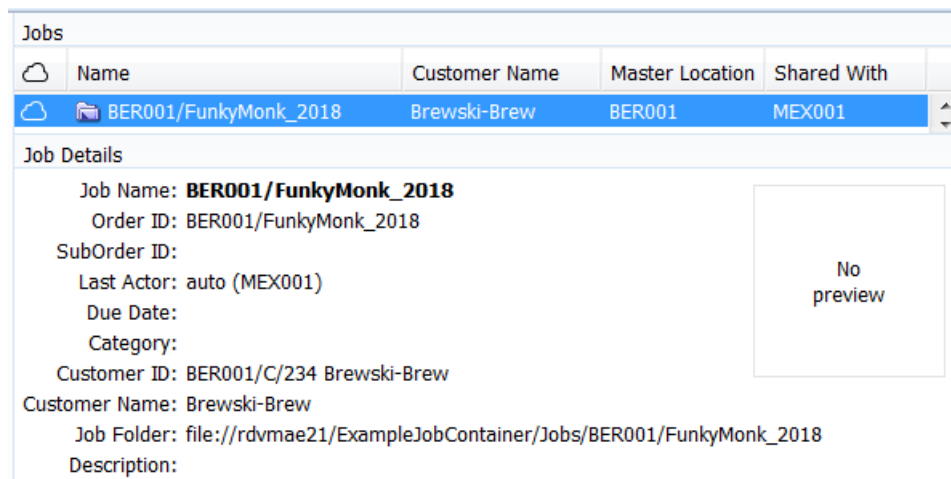 Jobs
Name Customer Name Master Location Shared With
BER001/FunkyMonk_2018 Brewski-Brew BER001 MEX001
Job Details
Job Name: BER001/FunkyMonk_2018
Order ID: BER001/FunkyMonk_2018
SubOrder ID:
Last Actor: auto (MEX001)
Due Date:
Category:
Customer ID: BER001/C/234 Brewski-Brew
Customer Name: Brewski-Brew
Job Folder: file://rdvmae21/ExampleJobContainer/Jobs/BER001/FunkyMonk_2018
Description:
No
preview